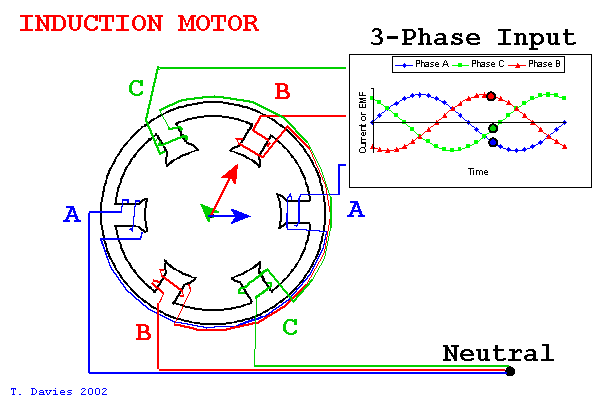 INDUCTION MOTOR
3-Phase Input
Phase A Phase C Phase B
Current or EMF
Time
C
B
A
A
B
C
Neutral
T. Davies 2002